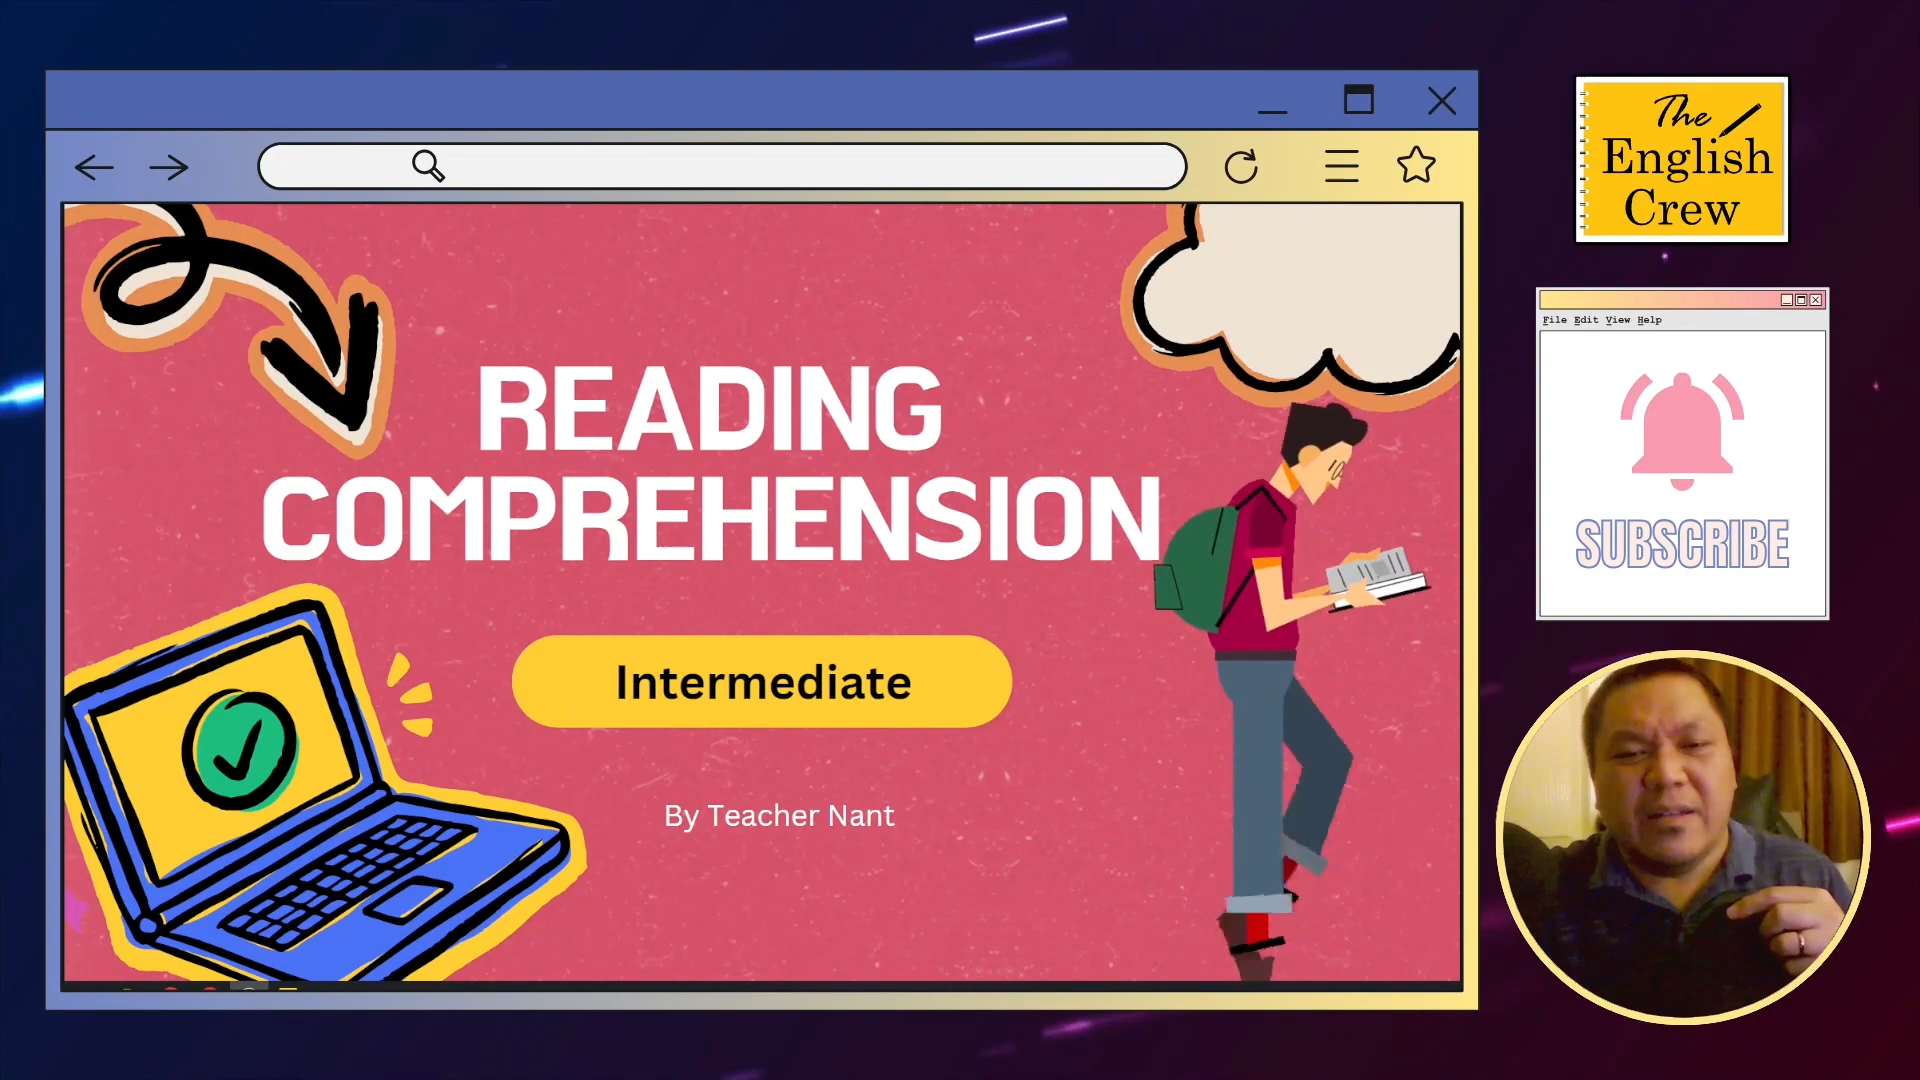 READING
COMPREHENSION
Intermediate
By Teacher Nant
The
English
Crew
File Edit View Help
SUBSCRIBE